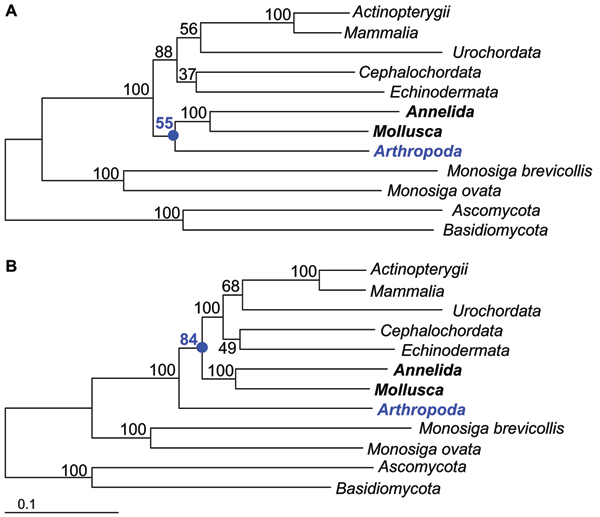 A
100 Actinopterygii
56 Mammalia
88 Urochordata
37 Cephalochordata
100 Echinodermata
55 100 Annelida
Mollusca
Arthropoda
100 Monosiga brevicollis
Monosiga ovata
100 Ascomycota
Basidiomycota
B
100 Actinopterygii
68 Mammalia
100 Urochordata
84 Cephalochordata
49 Echinodermata
100 100 Annelida
Mollusca
Arthropoda
100 Monosiga brevicollis
Monosiga ovata
100 Ascomycota
Basidiomycota
0.1